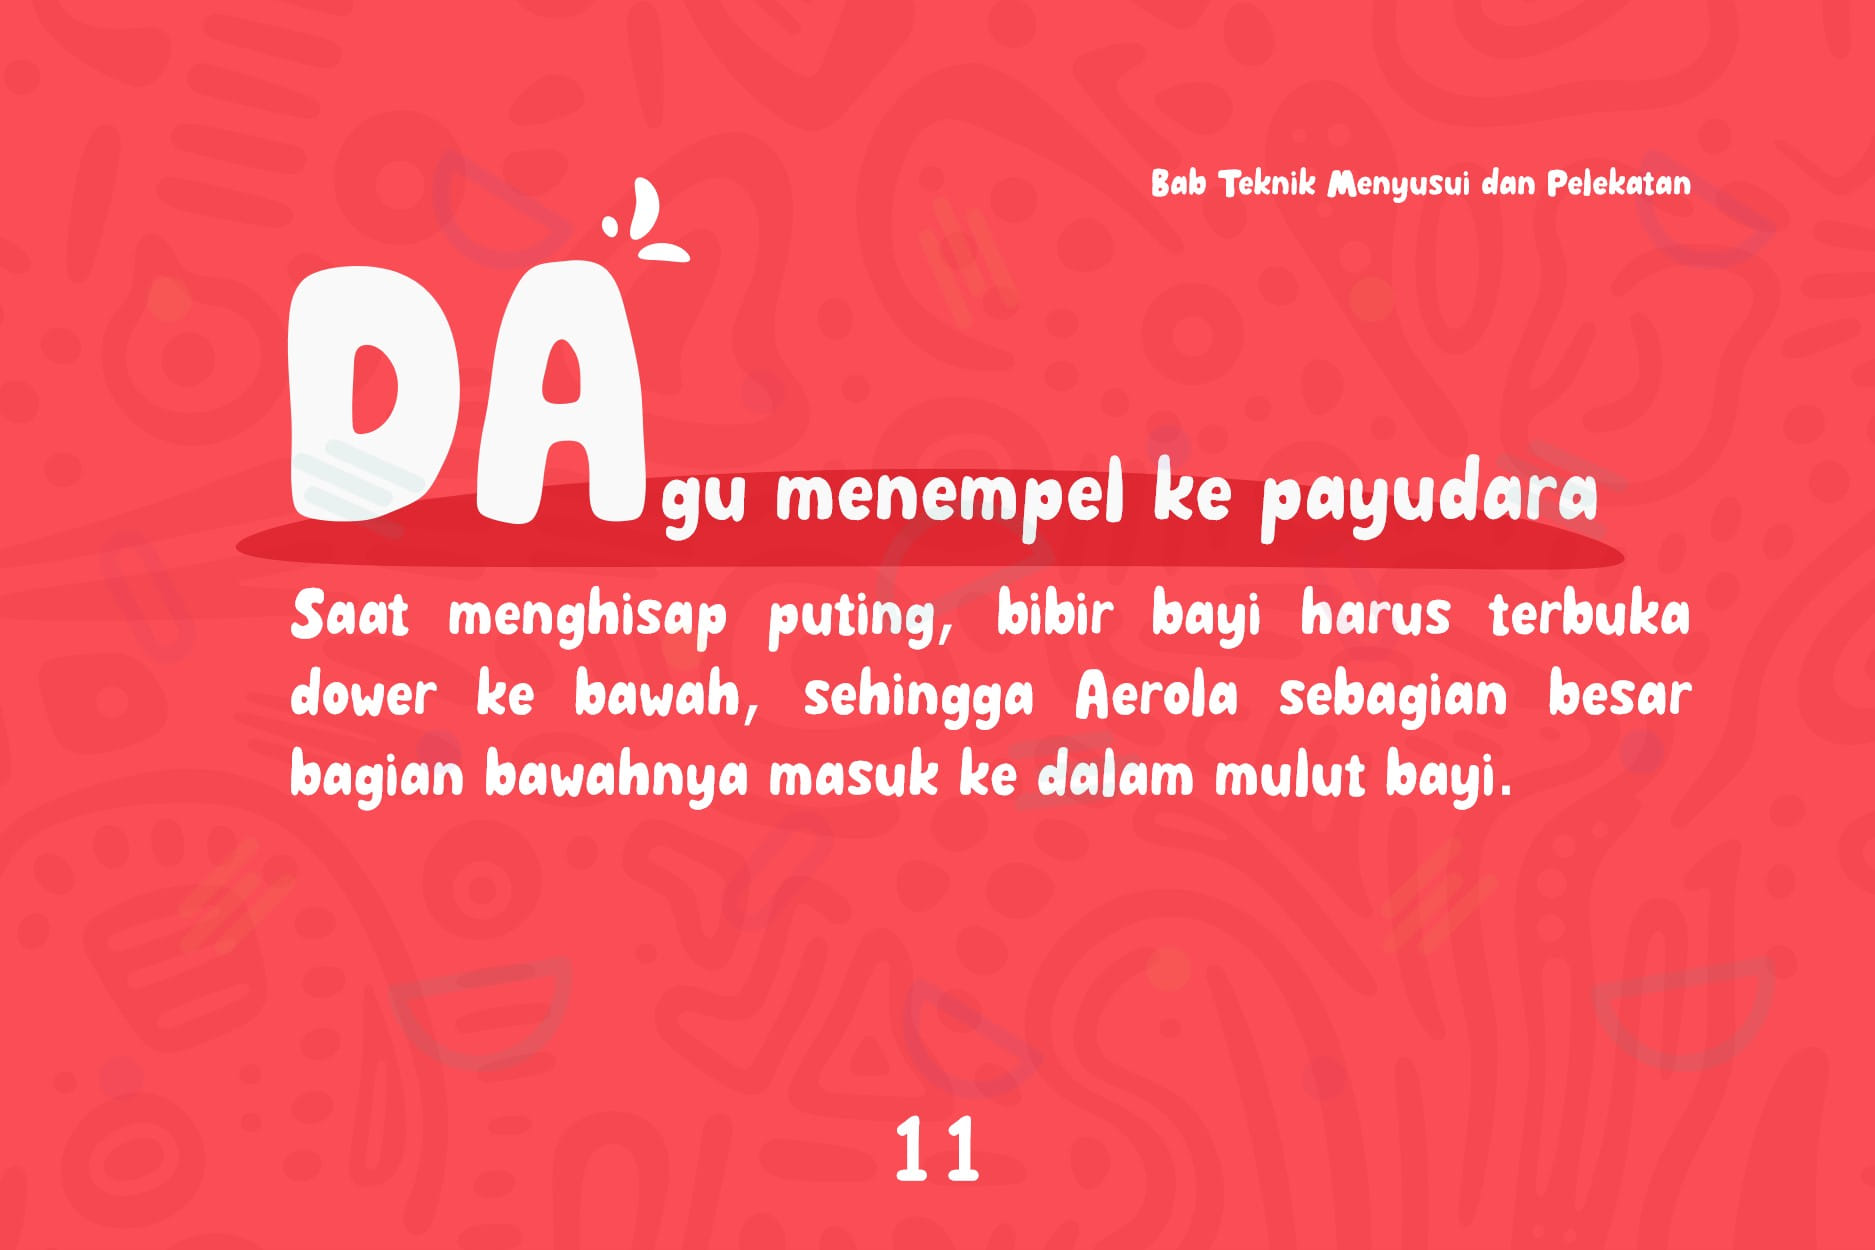 Bab Teknik Menyusui dan Pelekatan
DAgu menempel ke payudara
Saat menghisap puting, bibir bayi harus terbuka
dower ke bawah, sehingga Aerola sebagian besar
bagian bawahnya masuk ke dalam mulut bayi.
11